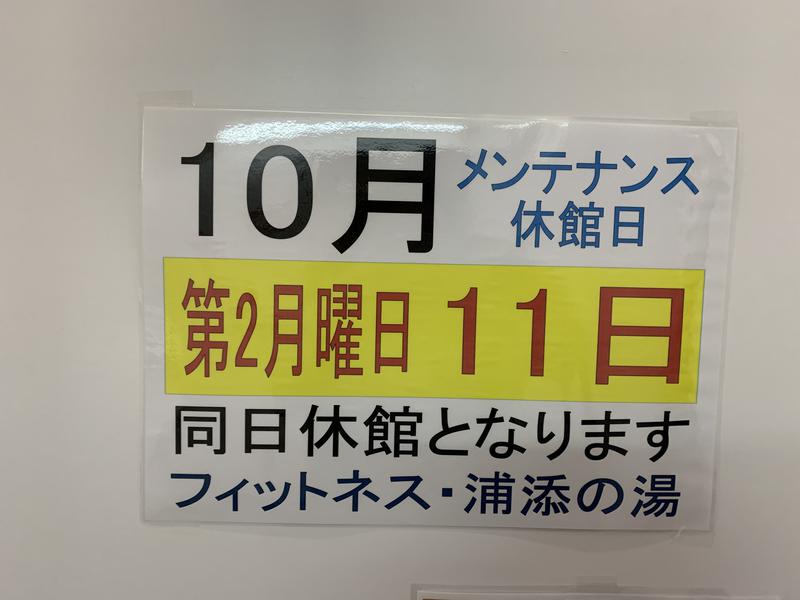 10月 メンテナンス
休館日
第2月曜日 11日
同日休館となります
フィットネス・浦添の湯